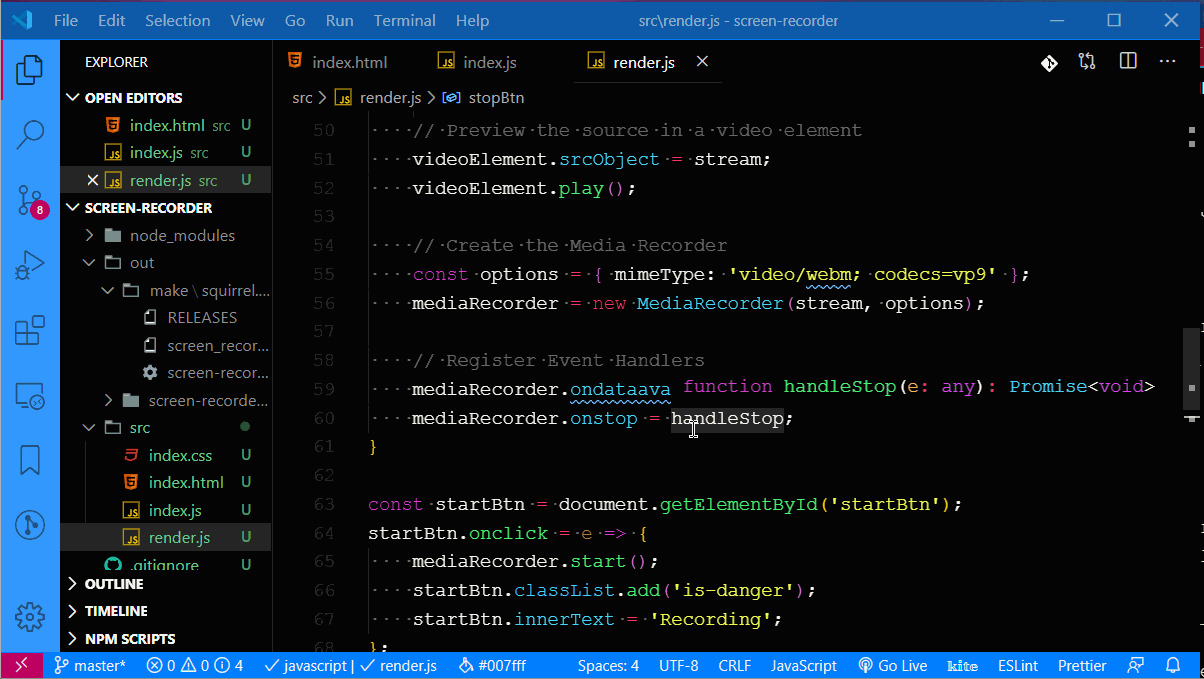 File Edit Selection View Go Run Terminal Help src\render.js - screen-recorder
EXPLORER
OPEN EDITORS
index.html src U
index.js src U
render.js src U
SCREEN-RECORDER
node_modules
out
make \ squirrel....
RELEASES
screen_recor...
screen-recor...
screen-recorde...
src
index.css U
index.html U
index.js U
render.js U
.gitignore U
OUTLINE
TIMELINE
NPM SCRIPTS
8
index.html index.js render.js
src > render.js > stopBtn
50 ····//·Preview·the·source·in·a·video·element
51 ····videoElement.srcObject·=·stream;
52 ····videoElement.play();
53
54 ····//·Create·the·Media·Recorder
55 ····const·options·=·{·mimeType:·'video/webm;·codecs=vp9'·};
56 ····mediaRecorder·=·new·MediaRecorder(stream,·options);
57
58 ····//·Register·Event·Handlers
59 ····mediaRecorder.ondataava function handleStop(e: any): Promise<void>
60 ····mediaRecorder.onstop·=·handleStop;
61 }
62
63 const·startBtn·=·document.getElementById('startBtn');
64 startBtn.onclick·=·e·=>·{
65 ····mediaRecorder.start();
66 ····startBtn.classList.add('is-danger');
67 ····startBtn.innerText·=·'Recording';
68 };
master* 0 0 4 javascript | render.js #007fff Spaces: 4 UTF-8 CRLF JavaScript Go Live kite ESLint Prettier